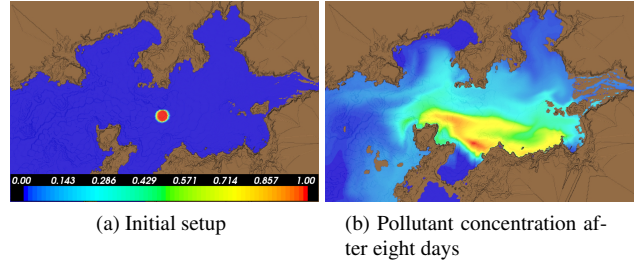 0.00 0.143 0.286 0.429 0.571 0.714 0.857 1.00
(a) Initial setup
(b) Pollutant concentration af-
ter eight days